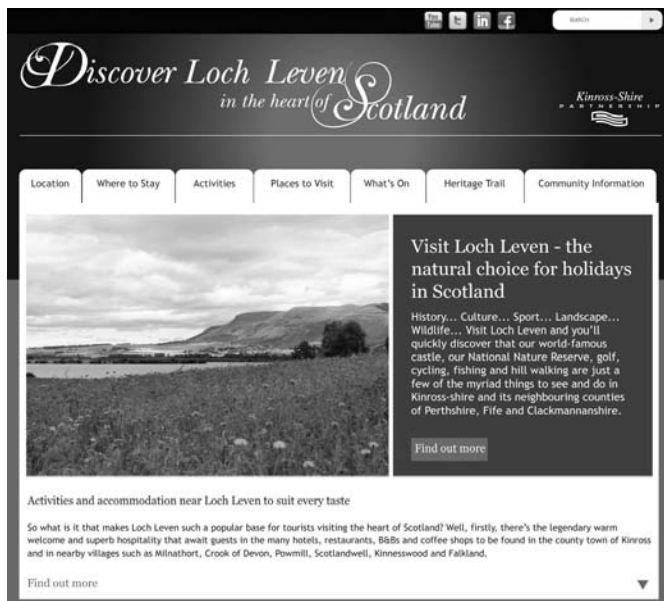 You Tube t in f SEARCH
Discover Loch Leven
in the heart of Scotland
Kinross-Shire
PARTNERSHIP
Location Where to Stay Activities Places to Visit What's On Heritage Trail Community Information
Visit Loch Leven - the
natural choice for holidays
in Scotland
History... Culture... Sport... Landscape...
Wildlife... Visit Loch Leven and you'll
quickly discover that our world-famous
castle, our National Nature Reserve, golf,
cycling, fishing and hill walking are just a
few of the myriad things to see and do in
Kinross-shire and its neighbouring counties
of Perthshire, Fife and Clackmannanshire.
Find out more
Activities and accommodation near Loch Leven to suit every taste
So what is it that makes Loch Leven such a popular base for tourists visiting the heart of Scotland? Well, firstly, there's the legendary warm
welcome and superb hospitality that await guests in the many hotels, restaurants, B&Bs and coffee shops to be found in the county town of Kinross
and in nearby villages such as Milnathort, Crook of Devon, Powmill, Scotlandwell, Kinnesswood and Falkland.
Find out more